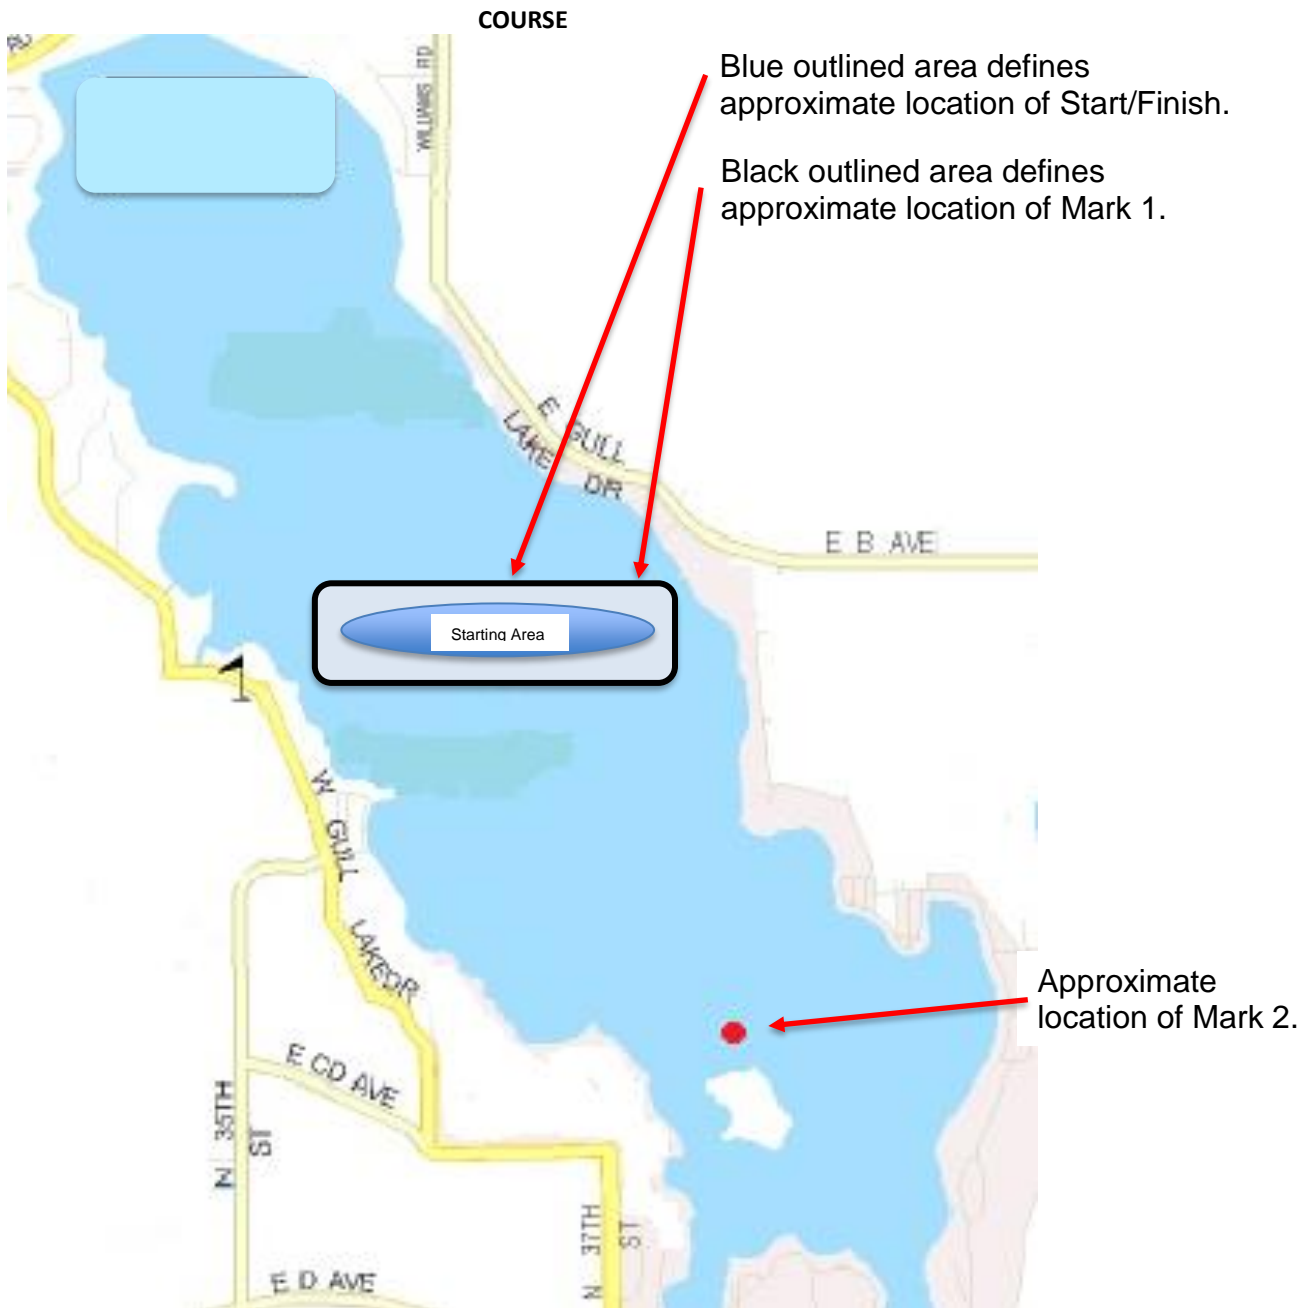 COURSE
RD
WILLIAMS RD
Blue outlined area defines
approximate location of Start/Finish.
Black outlined area defines
approximate location of Mark 1.
E GULL
LAKE DR
E B AVE
Starting Area
W GULL
LAKE DR
Approximate
location of Mark 2.
E CD AVE
N 35TH
ST
N 37TH
ST
E D AVE